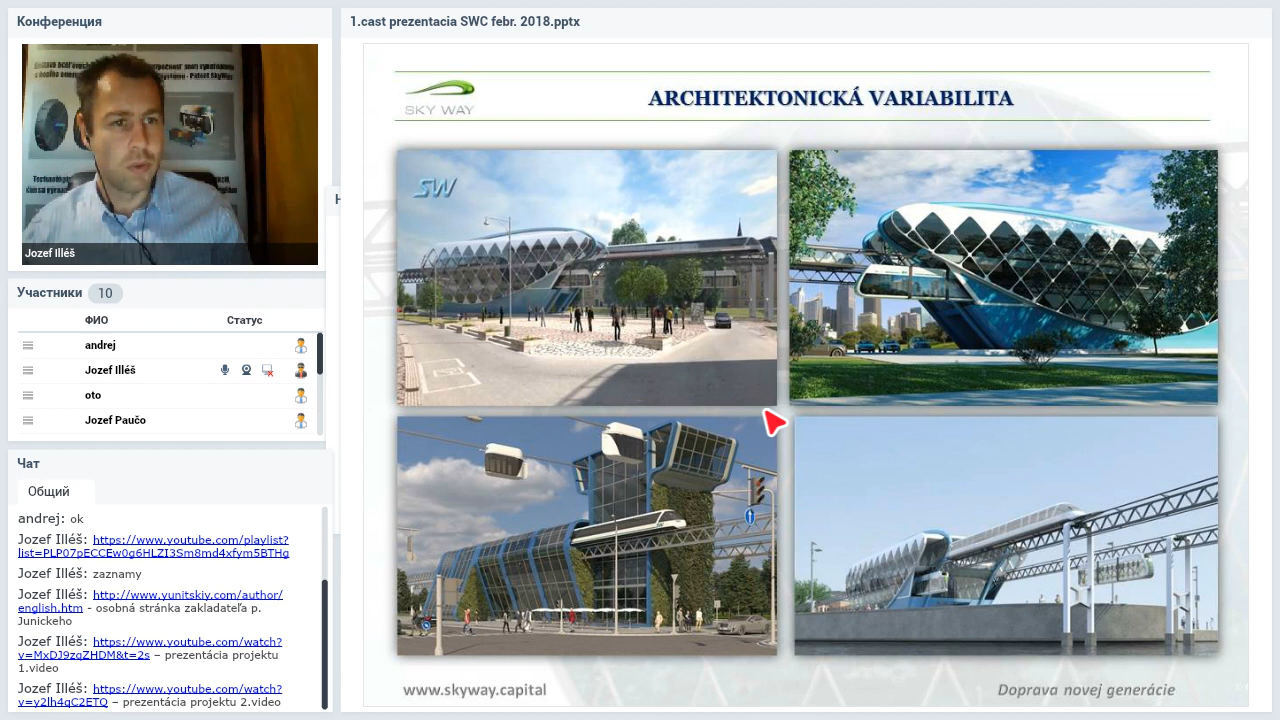 Конференция
Jozef Illéš
Участники 10
ФИО Статус
andrej
Jozef Illéš
oto
Jozef Paučo
Чат
Общий
andrej: ok
Jozef Illéš: https://www.youtube.com/playlist?
list=PLP07pECCEw0g6HLZI3Sm8md4xfym5BTHg
Jozef Illéš: zaznamy
Jozef Illéš: http://www.yunitskiy.com/author/
english.htm - osobná stránka zakladateľa p.
Junickeho
Jozef Illéš: https://www.youtube.com/watch?
v=MxDJ9zqZHDM&t=2s – prezentácia projektu
1.video
Jozef Illéš: https://www.youtube.com/watch?
v=y2lh4qC2ETQ – prezentácia projektu 2.video
Н
1.cast prezentacia SWC febr. 2018.pptx
SKY WAY
ARCHITEKTONICKÁ VARIABILITA
SW
www.skyway.capital
Doprava novej generácie